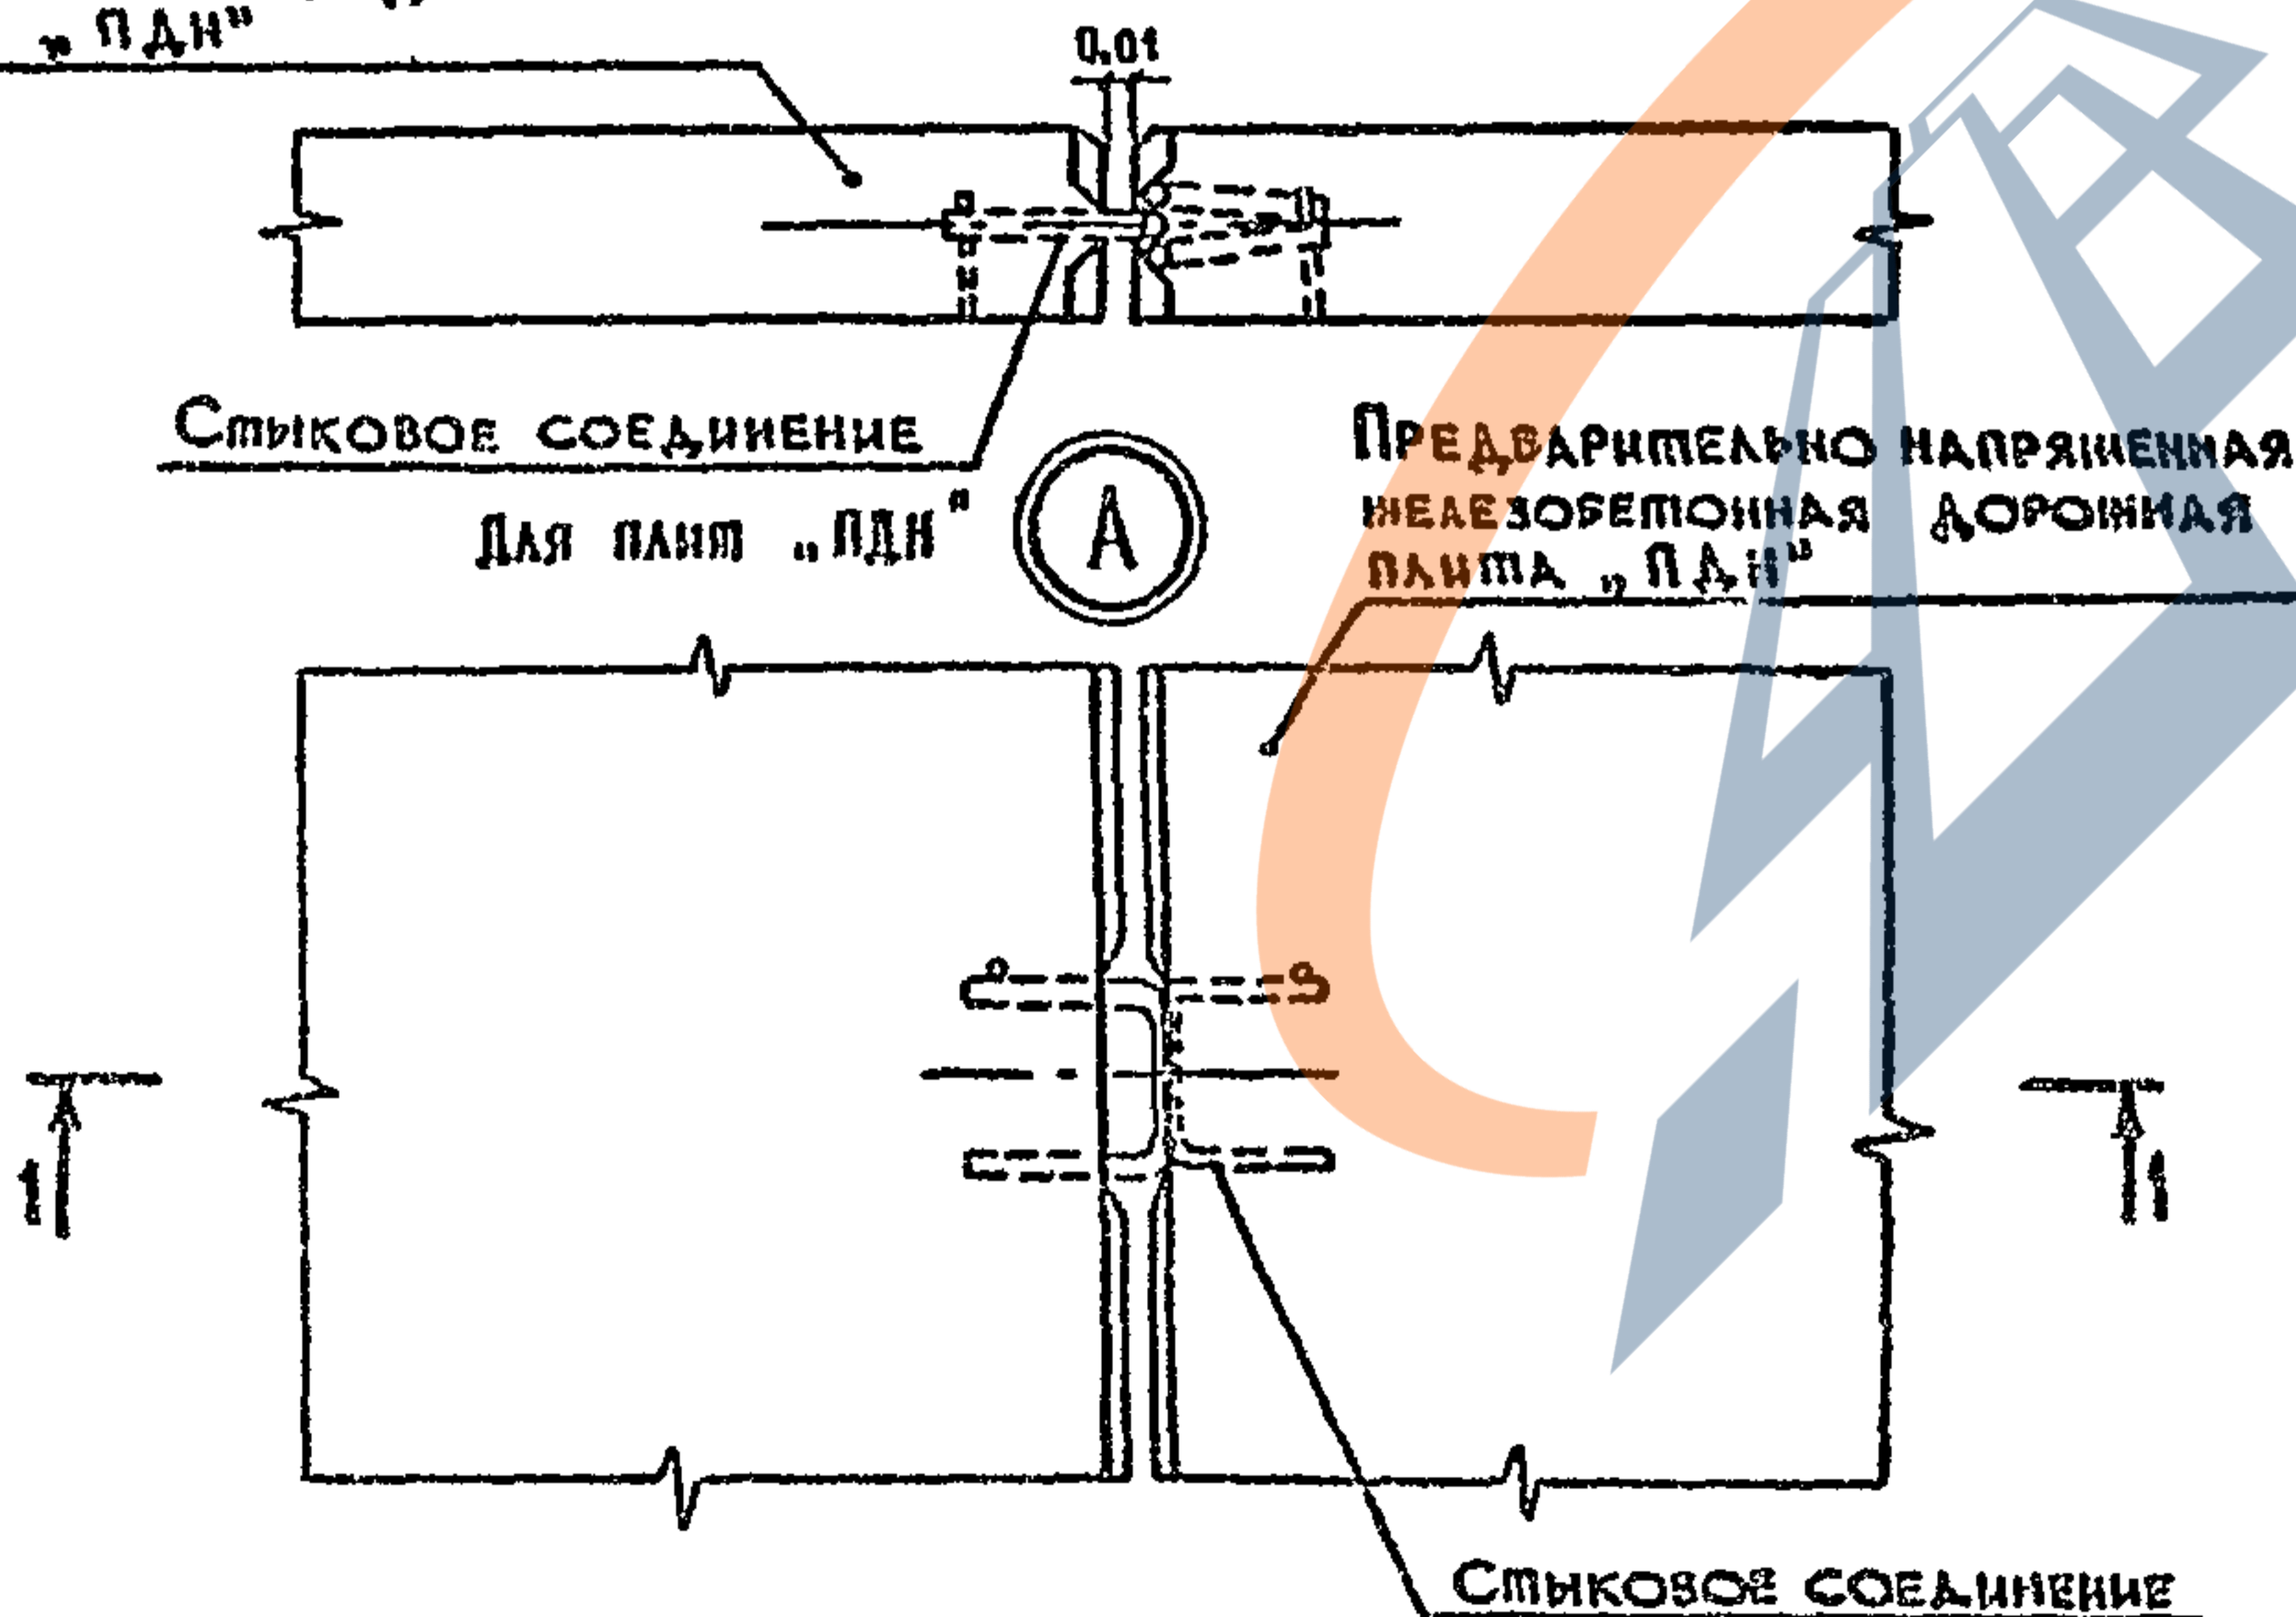 „ПДН"
0,01
Стыковое соединение
Для плит „ПДН"
А
Предварительно напряженная
железобетонная дорожная
плита „ПДН"
1
1
Стыковое соединение